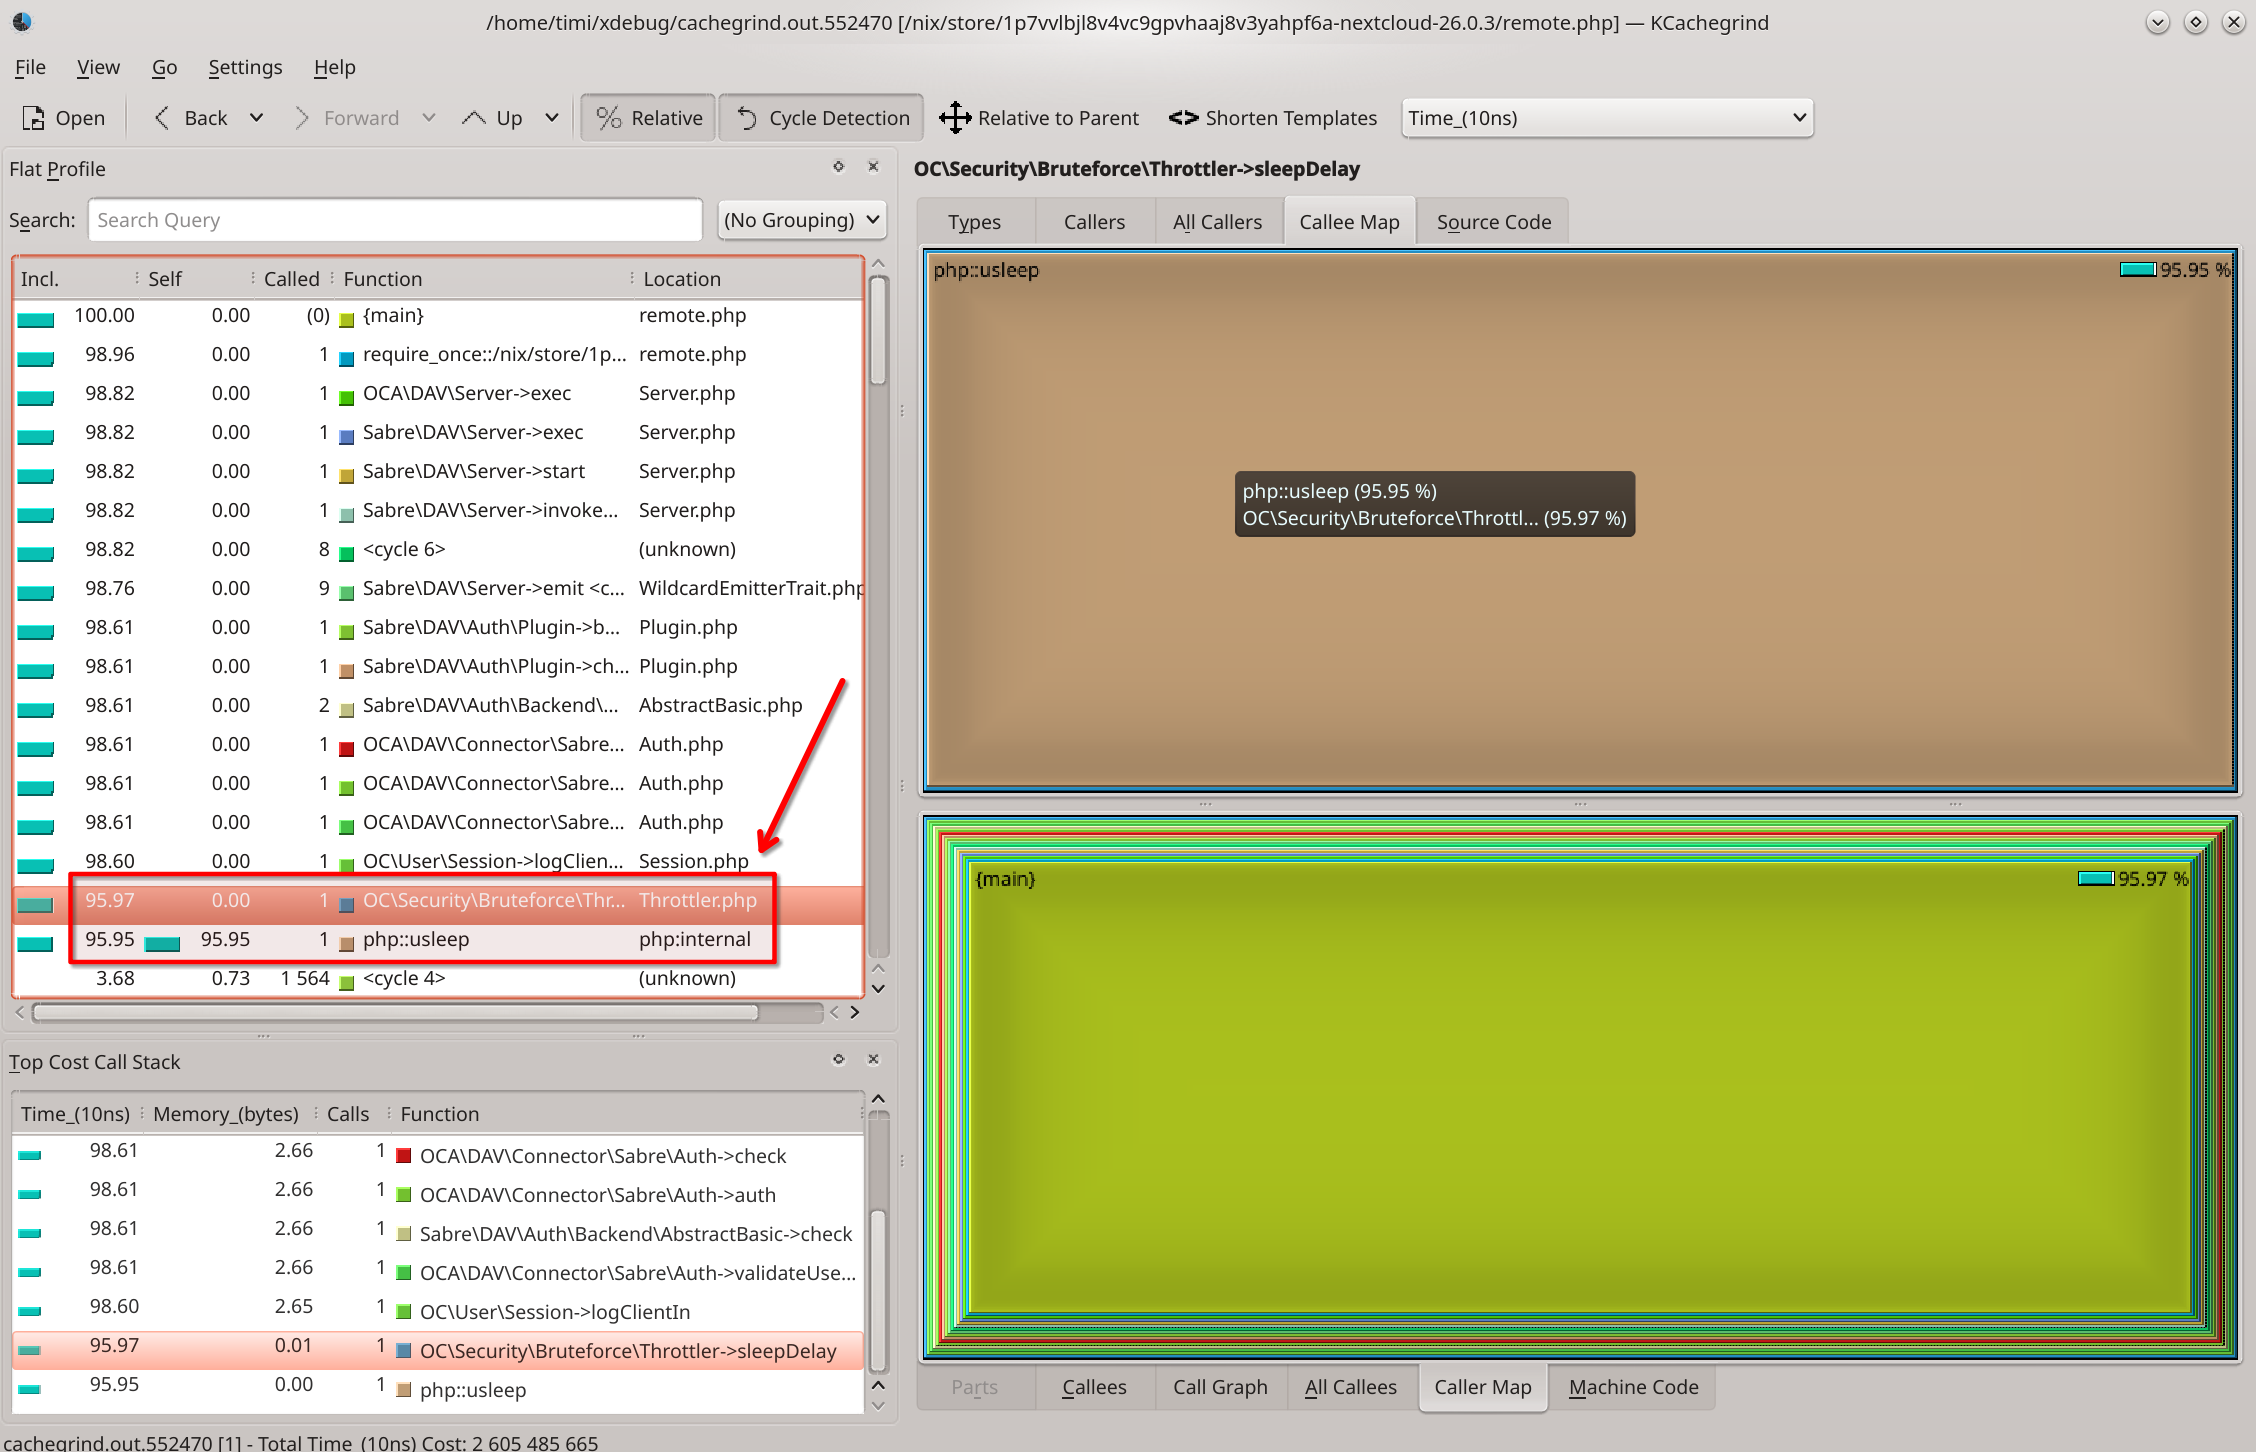 /home/timi/xdebug/cachegrind.out.552470 [/nix/store/1p7vvlbjl8v4vc9gpvhaaj8v3yahpf6a-nextcloud-26.0.3/remote.php] — KCachegrind
File View Go Settings Help
Open Back Forward Up Relative Cycle Detection Relative to Parent Shorten Templates Time_(10ns)
Flat Profile
Search: Search Query (No Grouping)
Incl. Self Called Function Location
100.00 0.00 (0) {main} remote.php
98.96 0.00 1 require_once::/nix/store/1p... remote.php
98.82 0.00 1 OCA\DAV\Server->exec Server.php
98.82 0.00 1 Sabre\DAV\Server->exec Server.php
98.82 0.00 1 Sabre\DAV\Server->start Server.php
98.82 0.00 1 Sabre\DAV\Server->invoke... Server.php
98.82 0.00 8 <cycle 6> (unknown)
98.76 0.00 9 Sabre\DAV\Server->emit <c... WildcardEmitterTrait.php
98.61 0.00 1 Sabre\DAV\Auth\Plugin->b... Plugin.php
98.61 0.00 1 Sabre\DAV\Auth\Plugin->ch... Plugin.php
98.61 0.00 2 Sabre\DAV\Auth\Backend\... AbstractBasic.php
98.61 0.00 1 OCA\DAV\Connector\Sabre... Auth.php
98.61 0.00 1 OCA\DAV\Connector\Sabre... Auth.php
98.61 0.00 1 OCA\DAV\Connector\Sabre... Auth.php
98.60 0.00 1 OC\User\Session->logClien... Session.php
95.97 0.00 1 OC\Security\Bruteforce\Thr... Throttler.php
95.95 95.95 1 php::usleep php:internal
3.68 0.73 1 564 <cycle 4> (unknown)
Top Cost Call Stack
Time_(10ns) Memory_(bytes) Calls Function
98.61 2.66 1 OCA\DAV\Connector\Sabre\Auth->check
98.61 2.66 1 OCA\DAV\Connector\Sabre\Auth->auth
98.61 2.66 1 Sabre\DAV\Auth\Backend\AbstractBasic->check
98.61 2.66 1 OCA\DAV\Connector\Sabre\Auth->validateUse...
98.60 2.65 1 OC\User\Session->logClientIn
95.97 0.01 1 OC\Security\Bruteforce\Throttler->sleepDelay
95.95 0.00 1 php::usleep
OC\Security\Bruteforce\Throttler->sleepDelay
Types Callers All Callers Callee Map Source Code
php::usleep 95.95 %
php::usleep (95.95 %)
OC\Security\Bruteforce\Throttl... (95.97 %)
{main} 95.97 %
Parts Callees Call Graph All Callees Caller Map Machine Code
cachegrind.out.552470 [1] - Total Time_(10ns) Cost: 2 605 485 665